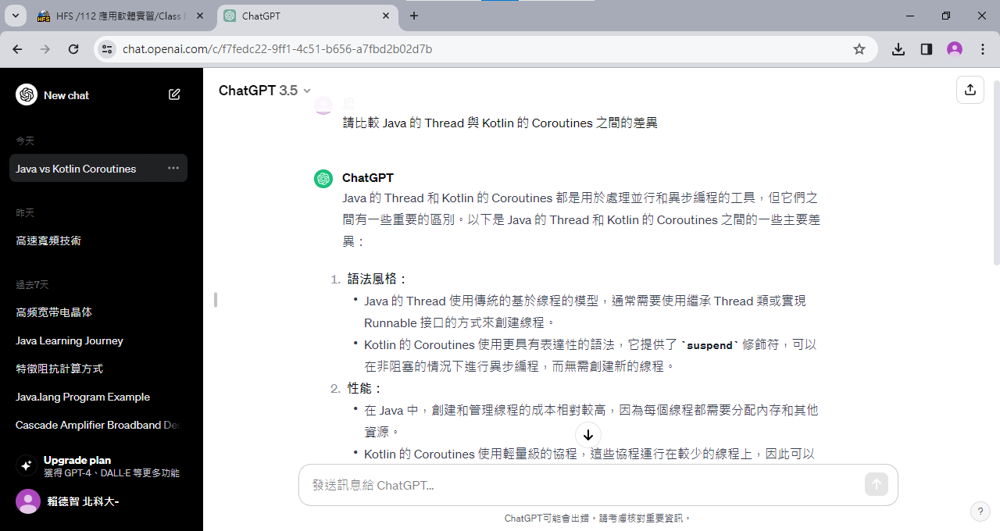 HFS /112 應用軟體實習/Class
ChatGPT
chat.openai.com/c/f7fedc22-9ff1-4c51-b656-a7fbd2b02d7b
New chat
今天
Java vs Kotlin Coroutines
昨天
高速寬頻技術
過去7天
高频宽带电晶体
Java Learning Journey
特徵阻抗計算方式
Java.lang Program Example
Cascade Amplifier Broadband De
Upgrade plan
獲得 GPT-4、DALL·E 等更多功能
賴德智 北科大-
ChatGPT 3.5
您
請比較 Java 的 Thread 與 Kotlin 的 Coroutines 之間的差異
ChatGPT
Java 的 Thread 和 Kotlin 的 Coroutines 都是用於處理並行和異步編程的工具，但它們之
間有一些重要的區別。以下是 Java 的 Thread 和 Kotlin 的 Coroutines 之間的一些主要差
異：
1. 語法風格：
• Java 的 Thread 使用傳統的基於線程的模型，通常需要使用繼承 Thread 類或實現
Runnable 接口的方式來創建線程。
• Kotlin 的 Coroutines 使用更具有表達性的語法，它提供了 `suspend` 修飾符，可以
在非阻塞的情況下進行異步編程，而無需創建新的線程。
2. 性能：
• 在 Java 中，創建和管理線程的成本相對較高，因為每個線程都需要分配內存和其他
資源。
• Kotlin 的 Coroutines 使用輕量級的協程，這些協程運行在較少的線程上，因此可以
發送訊息給 ChatGPT...
ChatGPT可能會出錯。請考慮核對重要資訊。
?